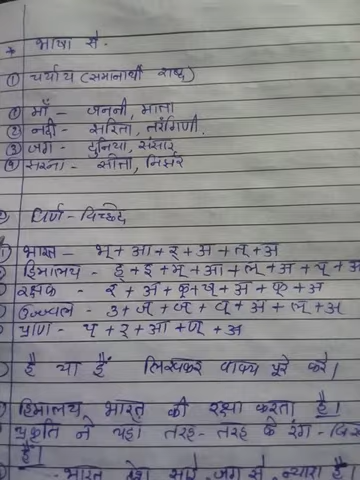 * भाषा से -
① पर्याय (समानार्थी शब्द)
① माँ - जननी, माता
② नदी - सरिता, तरंगिणी.
③ जग - दुनिया, संसार
④ झरना - सोता, निर्झर
वर्ण - विच्छेद
भारत - भ् + आ + र् + अ + त् + अ
हिमालय - ह् + इ + म् + आ + ल् + अ + य् + अ
रक्षक - र् + अ + क् + ष् + अ + क् + अ
उज्ज्वल - उ + ज् + ज् + व् + अ + ल् + अ
प्राण - प् + र् + आ + ण् + अ
है या हैं लिखकर वाक्य पूरे करें।
हिमालय भारत की रक्षा करता है।
प्रकृति ने यहाँ तरह - तरह के रंग -
हैं।
भारत देश सारे जग से न्यारा है।